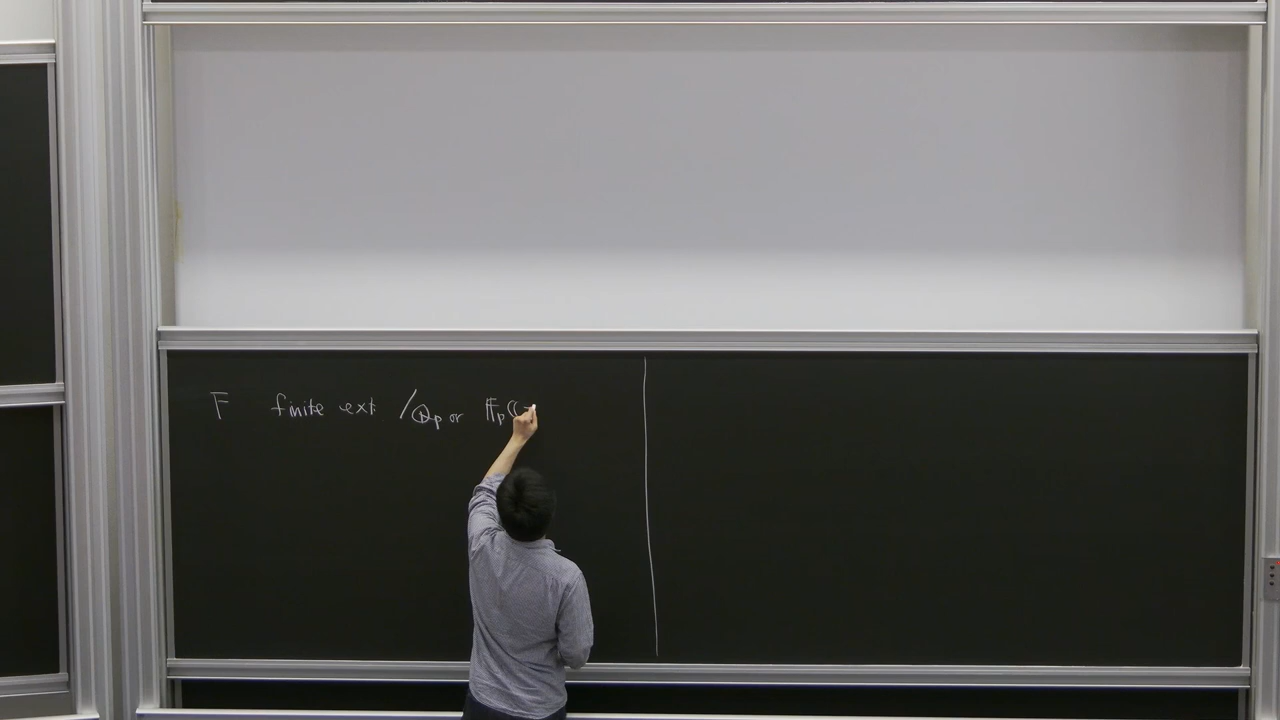 F finite ext. /ℚp or 𝔽p((